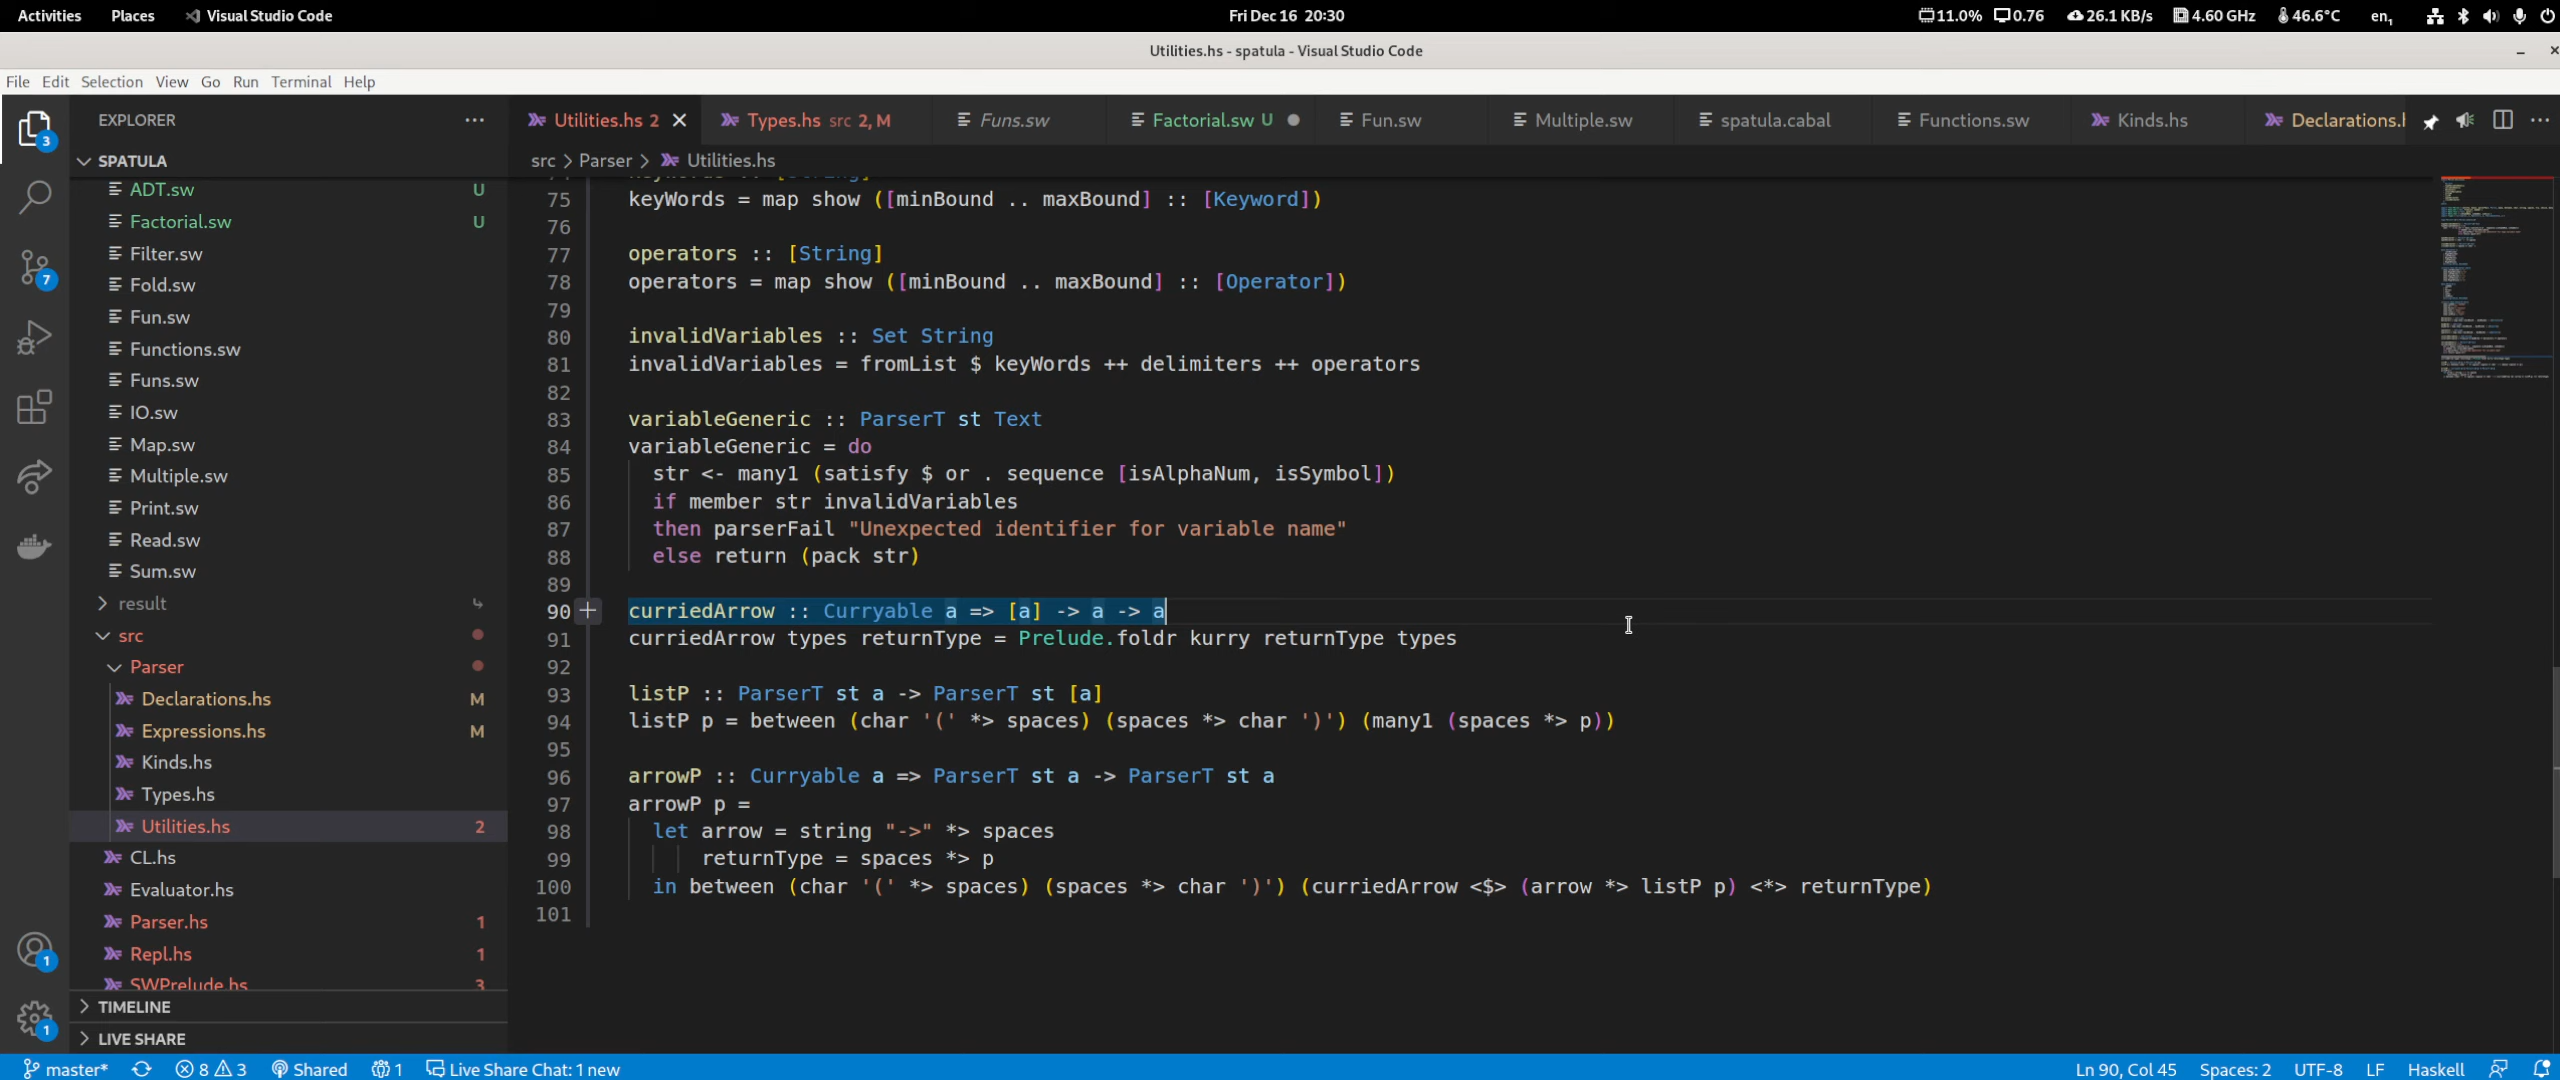 Activities Places Visual Studio Code Fri Dec 16 20:30 11.0% 0.76 26.1 KB/s 4.60 GHz 46.6°C en1
Utilities.hs - spatula - Visual Studio Code
File Edit Selection View Go Run Terminal Help
EXPLORER
Utilities.hs 2 Types.hs src 2, M Funs.sw Factorial.sw U Fun.sw Multiple.sw spatula.cabal Functions.sw Kinds.hs Declarations.h
SPATULA
src > Parser > Utilities.hs
ADT.sw U
Factorial.sw U
Filter.sw
Fold.sw
Fun.sw
Functions.sw
Funs.sw
IO.sw
Map.sw
Multiple.sw
Print.sw
Read.sw
Sum.sw
result
src
Parser
Declarations.hs M
Expressions.hs M
Kinds.hs
Types.hs
Utilities.hs 2
CL.hs
Evaluator.hs
Parser.hs 1
Repl.hs 1
SWPrelude.hs 3
TIMELINE
LIVE SHARE
3
7
1
1
75 keyWords = map show ([minBound .. maxBound] :: [Keyword])
76
77 operators :: [String]
78 operators = map show ([minBound .. maxBound] :: [Operator])
79
80 invalidVariables :: Set String
81 invalidVariables = fromList $ keyWords ++ delimiters ++ operators
82
83 variableGeneric :: ParserT st Text
84 variableGeneric = do
85 str <- many1 (satisfy $ or . sequence [isAlphaNum, isSymbol])
86 if member str invalidVariables
87 then parserFail "Unexpected identifier for variable name"
88 else return (pack str)
89
90 curriedArrow :: Curryable a => [a] -> a -> a
91 curriedArrow types returnType = Prelude.foldr kurry returnType types
92
93 listP :: ParserT st a -> ParserT st [a]
94 listP p = between (char '(' *> spaces) (spaces *> char ')') (many1 (spaces *> p))
95
96 arrowP :: Curryable a => ParserT st a -> ParserT st a
97 arrowP p =
98 let arrow = string "->" *> spaces
99 returnType = spaces *> p
100 in between (char '(' *> spaces) (spaces *> char ')') (curriedArrow <$> (arrow *> listP p) <*> returnType)
101
master* 8 3 Shared 1 Live Share Chat: 1 new Ln 90, Col 45 Spaces: 2 UTF-8 LF Haskell